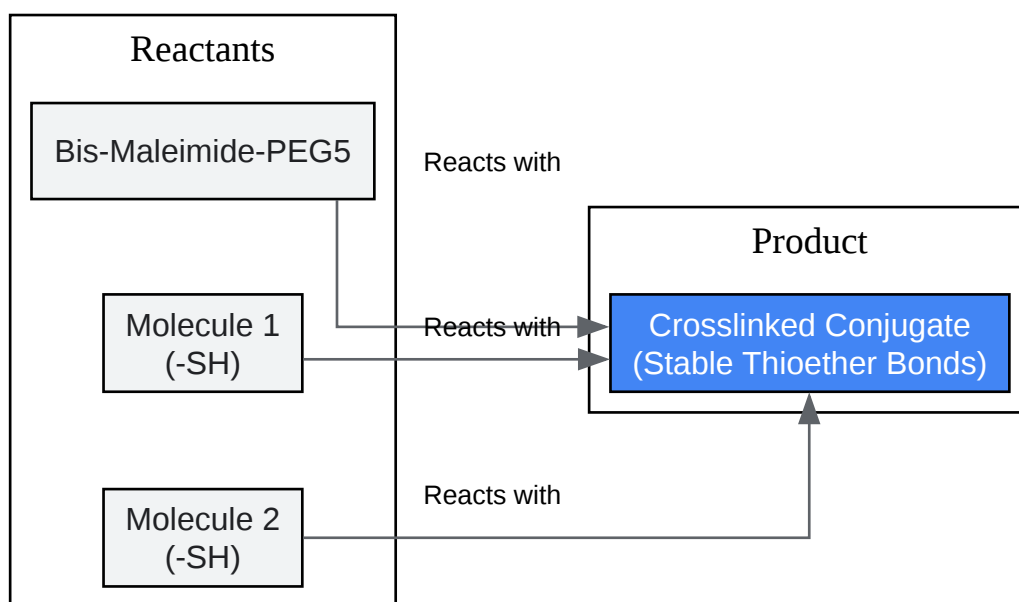 Reactants
Bis-Maleimide-PEG5
Reacts with
Product
Molecule 1
(-SH)
Reacts with
Crosslinked Conjugate
(Stable Thioether Bonds)
Molecule 2
(-SH)
Reacts with